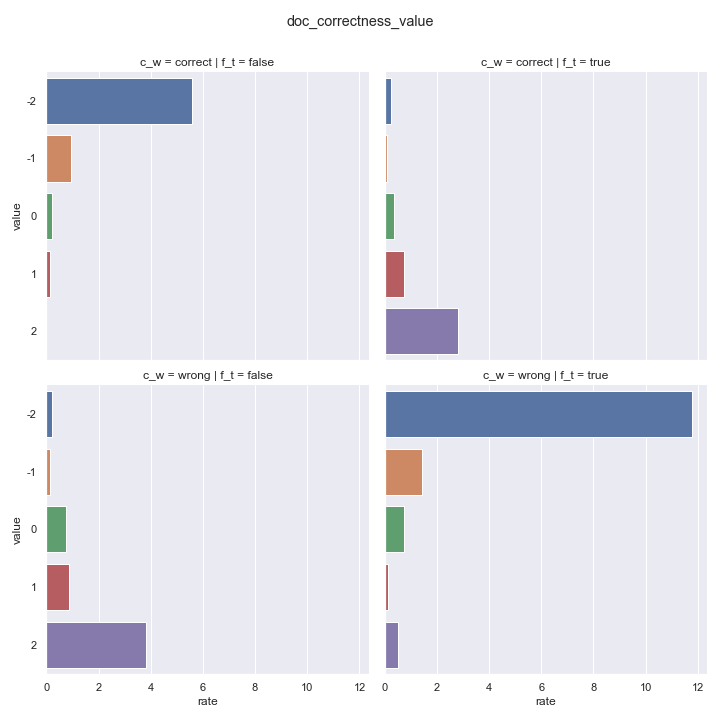 doc_correctness_value
c_w = correct | f_t = false
c_w = correct | f_t = true
-2
-1
0
1
2
value
c_w = wrong | f_t = false
c_w = wrong | f_t = true
-2
-1
0
1
2
value
0 2 4 6 8 10 12
0 2 4 6 8 10 12
rate
rate